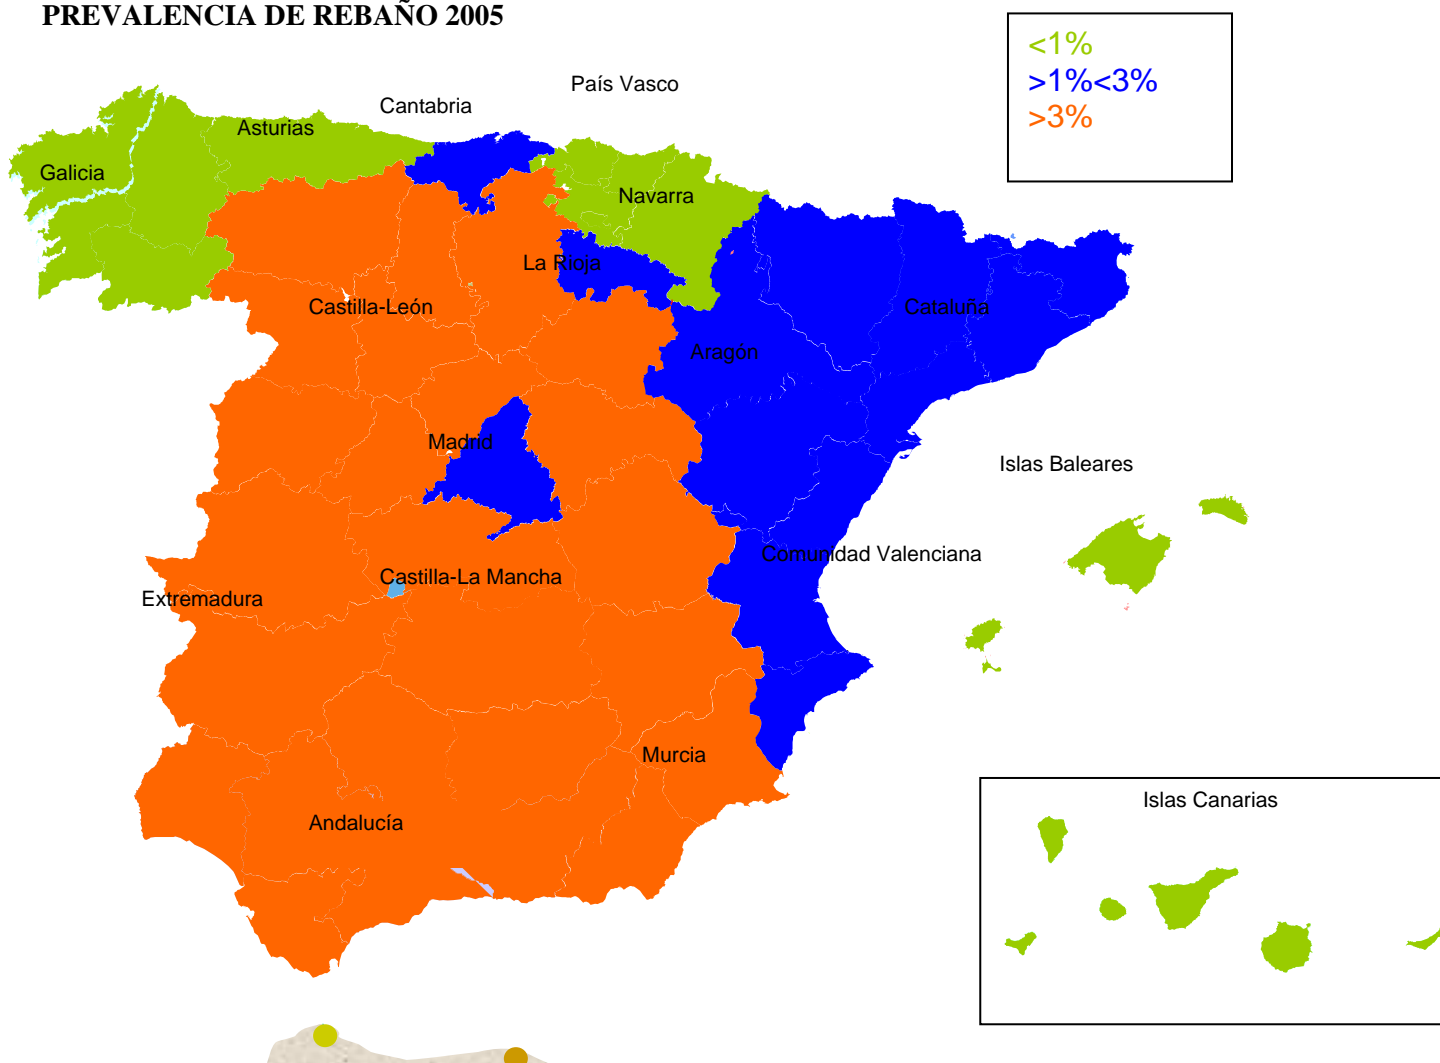 PREVALENCIA DE REBAÑO 2005
<1%
>1%<3%
>3%
País Vasco
Cantabria
Asturias
Galicia
Navarra
La Rioja
Castilla-León
Cataluña
Aragón
Madrid
Islas Baleares
Comunidad Valenciana
Castilla-La Mancha
Extremadura
Murcia
Islas Canarias
Andalucía